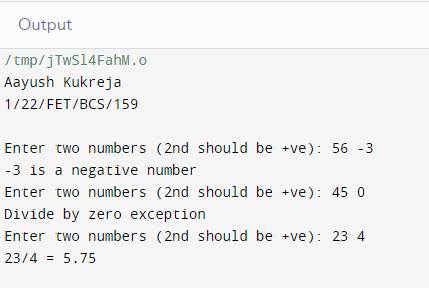 Output
/tmp/jTwSl4FahM.o
Aayush Kukreja
1/22/FET/BCS/159
Enter two numbers (2nd should be +ve): 56 -3
-3 is a negative number
Enter two numbers (2nd should be +ve): 45 0
Divide by zero exception
Enter two numbers (2nd should be +ve): 23 4
23/4 = 5.75